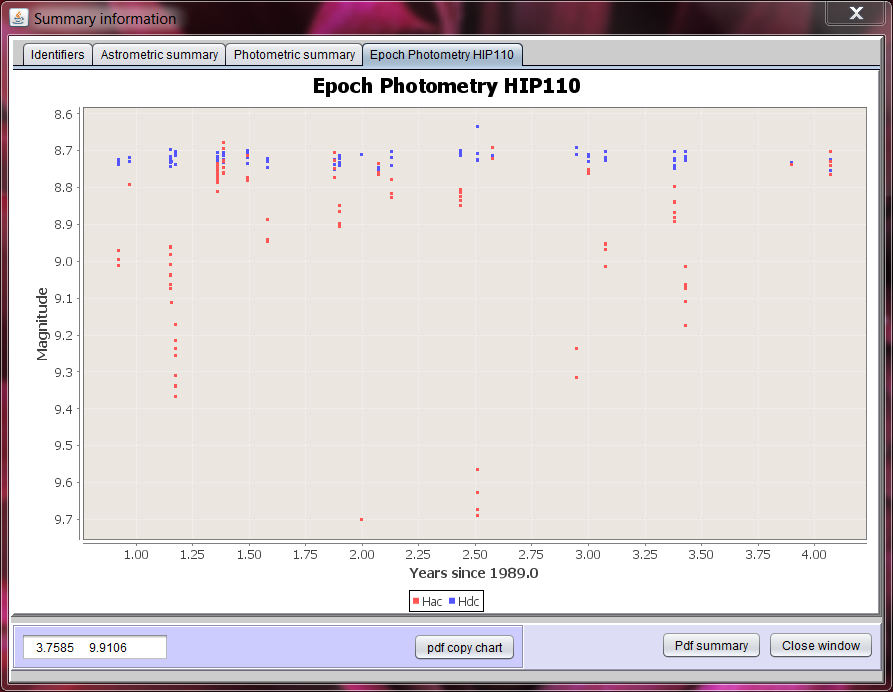 Summary information
X
Identifiers Astrometric summary Photometric summary Epoch Photometry HIP110
Epoch Photometry HIP110
8.6
8.7
8.8
8.9
9.0
9.1
9.2
9.3
9.4
9.5
9.6
9.7
Magnitude
1.00 1.25 1.50 1.75 2.00 2.25 2.50 2.75 3.00 3.25 3.50 3.75 4.00
Years since 1989.0
Hac Hdc
3.7585 9.9106 pdf copy chart Pdf summary Close window